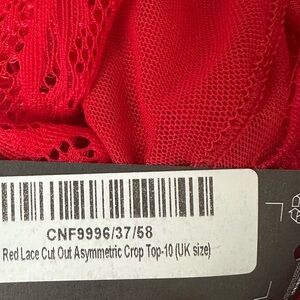 CNF9996/37/58
Red Lace Cut Out Asymmetric Crop Top-10 (UK size)